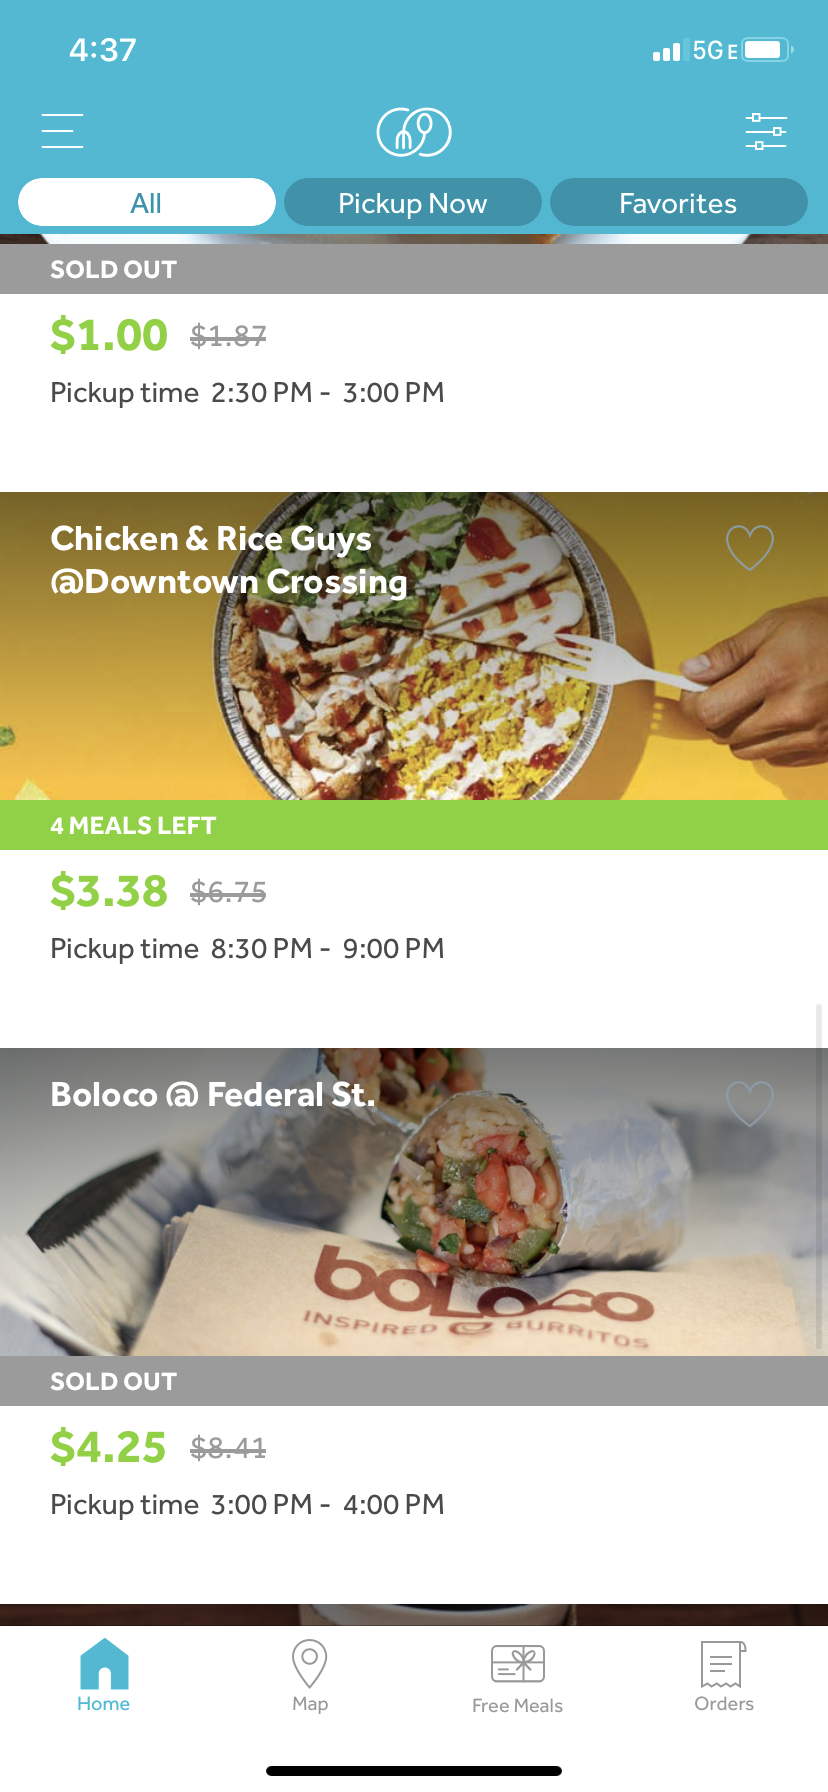 4:37
5G E
All
Pickup Now
Favorites
SOLD OUT
$1.00 $1.87
Pickup time 2:30 PM - 3:00 PM
Chicken & Rice Guys
@Downtown Crossing
4 MEALS LEFT
$3.38 $6.75
Pickup time 8:30 PM - 9:00 PM
Boloco @ Federal St.
boloco
INSPIRED BURRITOS
SOLD OUT
$4.25 $8.41
Pickup time 3:00 PM - 4:00 PM
Home
Map
Free Meals
Orders